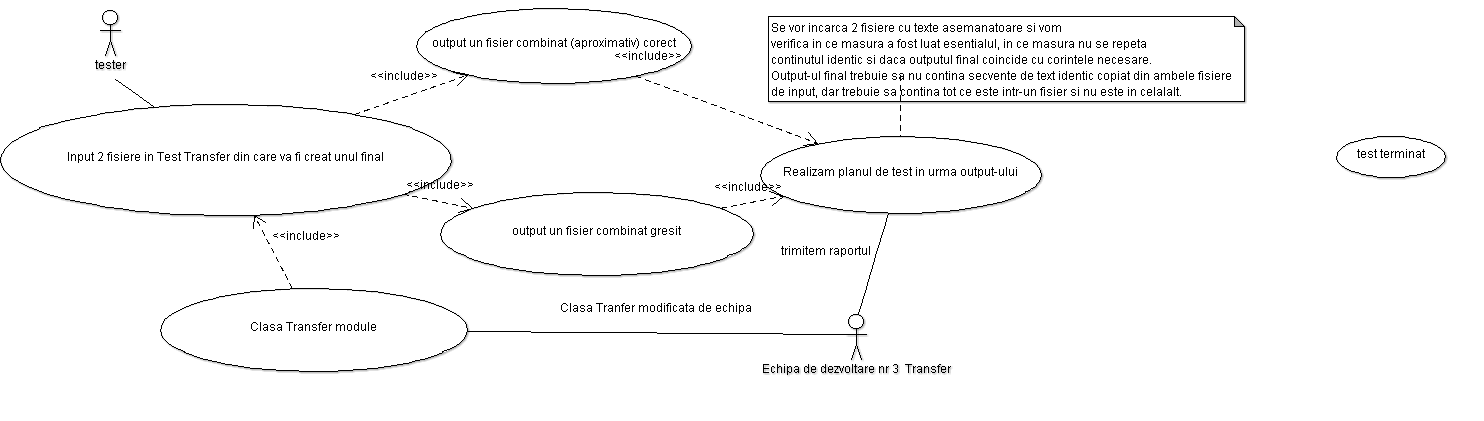 Se vor incarca 2 fisiere cu texte asemanatoare si vom
verifica in ce masura a fost luat esentialul, in ce masura nu se repeta
continutul identic si daca outputul final coincide cu corintele necesare.
Output-ul final trebuie sa nu contina secvente de text identic copiat din ambele fisiere
de input, dar trebuie sa contina tot ce este intr-un fisier si nu este in celalalt.
output un fisier combinat (aproximativ) corect
<<include>>
tester
<<include>>
Input 2 fisiere in Test Transfer din care va fi creat unul final
test terminat
Realizam planul de test in urma output-ului
<<include>>
<<include>>
output un fisier combinat gresit
<<include>>
trimitem raportul
Clasa Tranfer modificata de echipa
Clasa Transfer module
Echipa de dezvoltare nr 3 Transfer